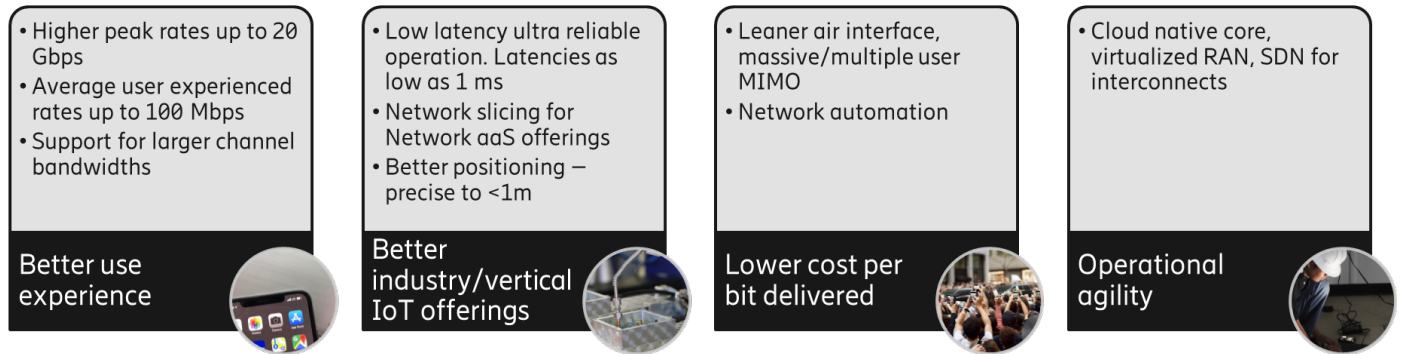 • Higher peak rates up to 20
Gbps
• Average user experienced
rates up to 100 Mbps
• Support for larger channel
bandwidths
Better use
experience
• Low latency ultra reliable
operation. Latencies as
low as 1 ms
• Network slicing for
Network aaS offerings
• Better positioning –
precise to <1m
Better
industry/vertical
IoT offerings
• Leaner air interface,
massive/multiple user
MIMO
• Network automation
Lower cost per
bit delivered
• Cloud native core,
virtualized RAN, SDN for
interconnects
Operational
agility